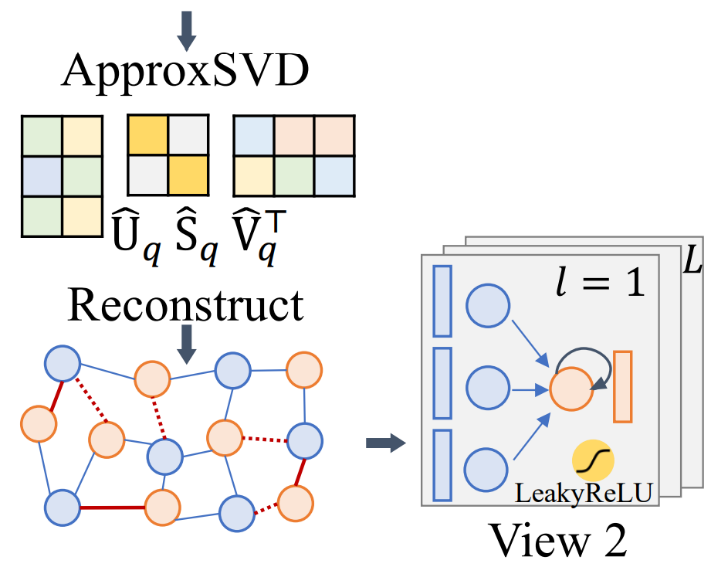 ApproxSVD
Û_q Ŝ_q V̂_q^⊤
Reconstruct
L
l = 1
LeakyReLU
View 2